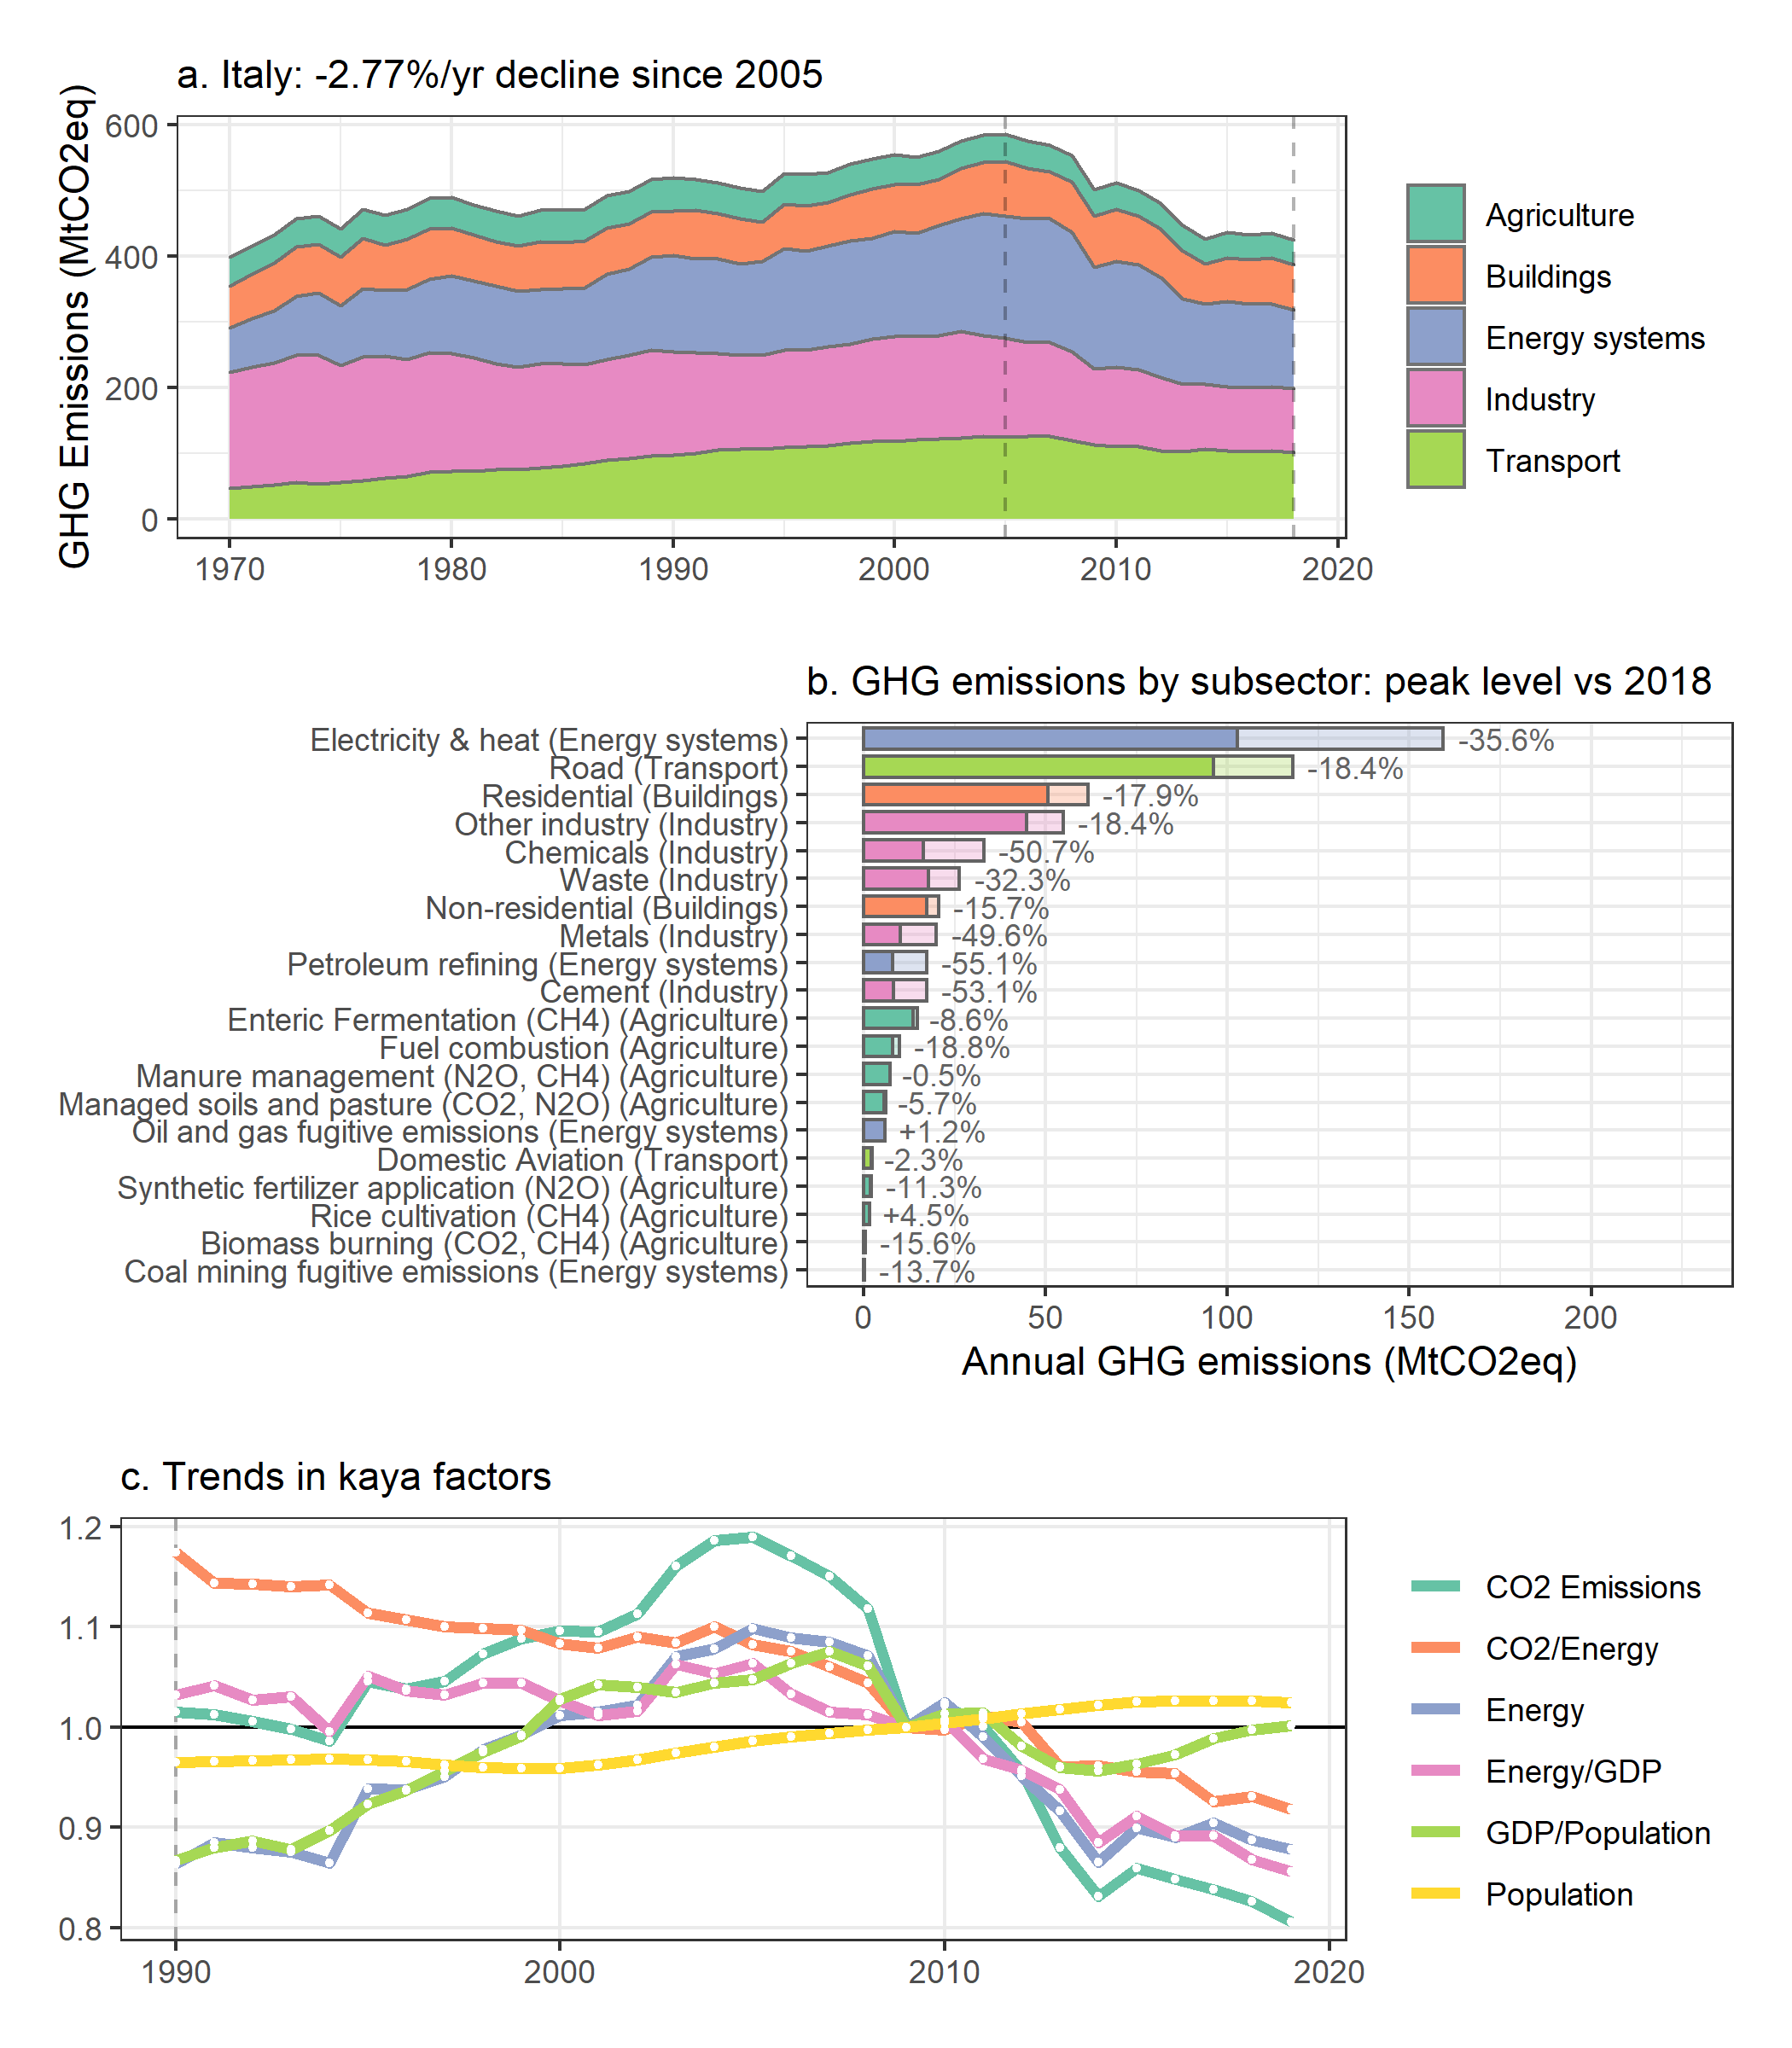 a. Italy: -2.77%/yr decline since 2005
GHG Emissions (MtCO2eq)
600
400
200
0
1970 1980 1990 2000 2010 2020
Agriculture
Buildings
Energy systems
Industry
Transport
b. GHG emissions by subsector: peak level vs 2018
Electricity & heat (Energy systems) -35.6%
Road (Transport) -18.4%
Residential (Buildings) -17.9%
Other industry (Industry) -18.4%
Chemicals (Industry) -50.7%
Waste (Industry) -32.3%
Non-residential (Buildings) -15.7%
Metals (Industry) -49.6%
Petroleum refining (Energy systems) -55.1%
Cement (Industry) -53.1%
Enteric Fermentation (CH4) (Agriculture) -8.6%
Fuel combustion (Agriculture) -18.8%
Manure management (N2O, CH4) (Agriculture) -0.5%
Managed soils and pasture (CO2, N2O) (Agriculture) -5.7%
Oil and gas fugitive emissions (Energy systems) +1.2%
Domestic Aviation (Transport) -2.3%
Synthetic fertilizer application (N2O) (Agriculture) -11.3%
Rice cultivation (CH4) (Agriculture) +4.5%
Biomass burning (CO2, CH4) (Agriculture) -15.6%
Coal mining fugitive emissions (Energy systems) -13.7%
0 50 100 150 200
Annual GHG emissions (MtCO2eq)
c. Trends in kaya factors
1.2
1.1
1.0
0.9
0.8
1990 2000 2010 2020
CO2 Emissions
CO2/Energy
Energy
Energy/GDP
GDP/Population
Population